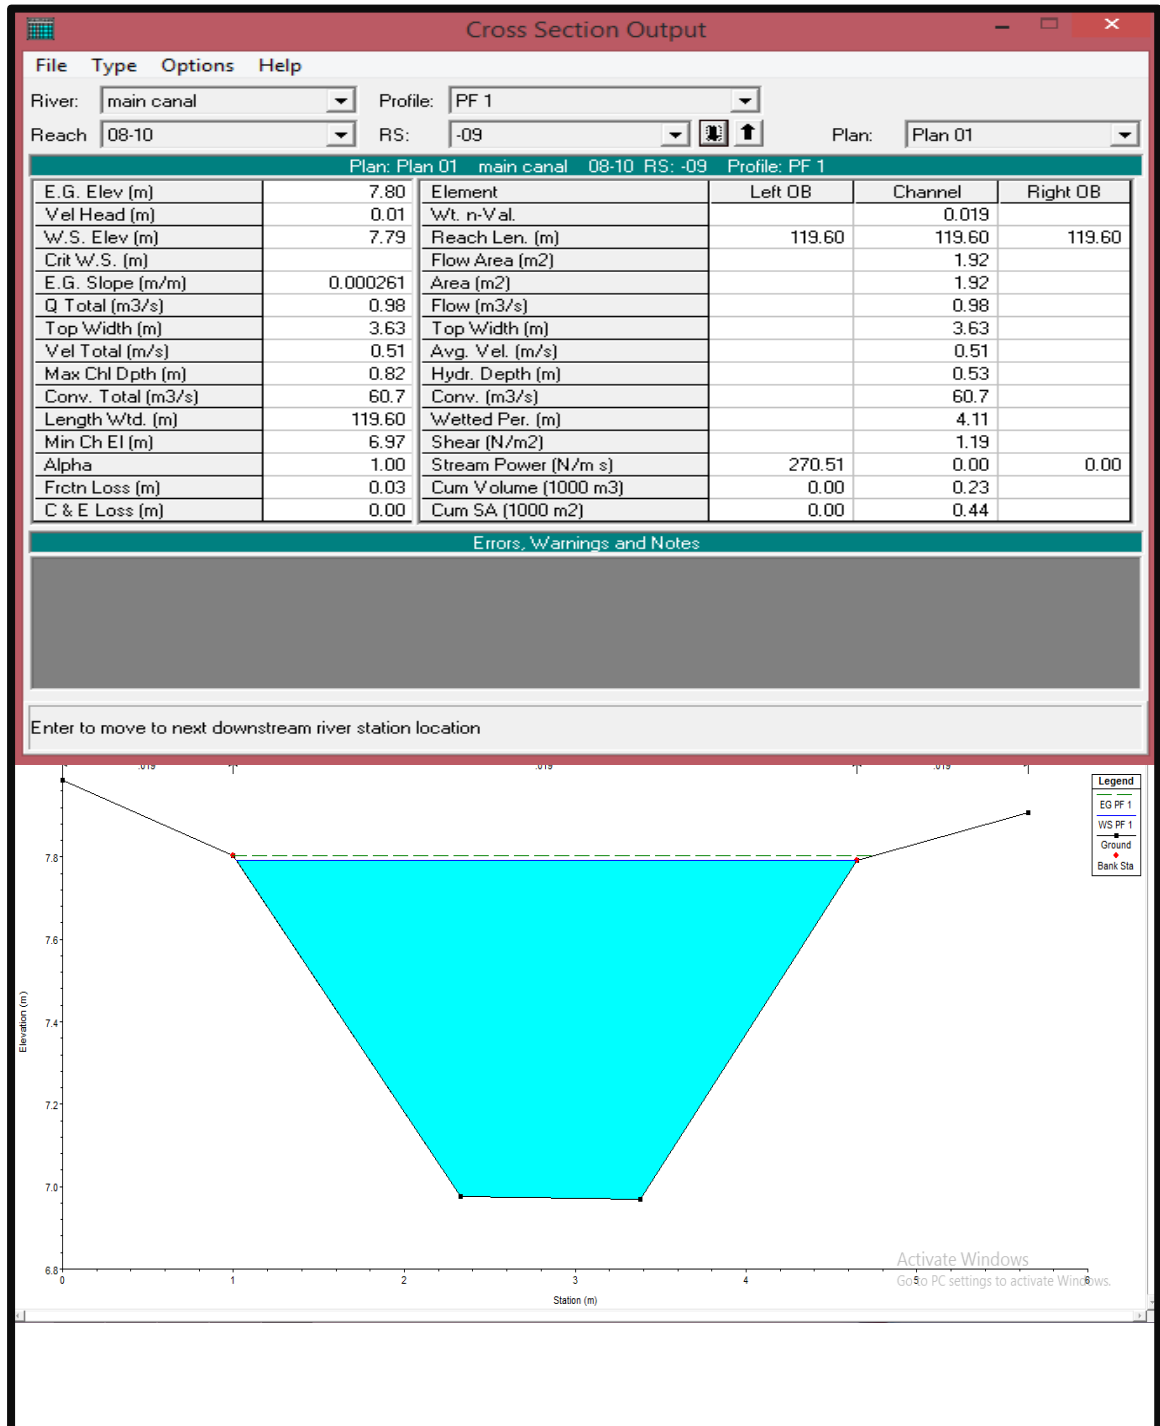 Cross Section Output
File Type Options Help
River: main canal Profile: PF 1
Reach 08-10 RS: -09 Plan: Plan 01
Plan: Plan 01 main canal 08-10 RS: -09 Profile: PF 1
E.G. Elev (m) 7.80 Element Left OB Channel Right OB
Vel Head (m) 0.01 Wt. n-Val. 0.019
W.S. Elev (m) 7.79 Reach Len. (m) 119.60 119.60 119.60
Crit W.S. (m) Flow Area (m2) 1.92
E.G. Slope (m/m) 0.000261 Area (m2) 1.92
Q Total (m3/s) 0.98 Flow (m3/s) 0.98
Top Width (m) 3.63 Top Width (m) 3.63
Vel Total (m/s) 0.51 Avg. Vel. (m/s) 0.51
Max Chl Dpth (m) 0.82 Hydr. Depth (m) 0.53
Conv. Total (m3/s) 60.7 Conv. (m3/s) 60.7
Length Wtd. (m) 119.60 Wetted Per. (m) 4.11
Min Ch El (m) 6.97 Shear (N/m2) 1.19
Alpha 1.00 Stream Power (N/m s) 270.51 0.00 0.00
Frctn Loss (m) 0.03 Cum Volume (1000 m3) 0.00 0.23
C & E Loss (m) 0.00 Cum SA (1000 m2) 0.00 0.44
Errors, Warnings and Notes
Enter to move to next downstream river station location
.019 .019 .019
Legend
EG PF 1
WS PF 1
Ground
Bank Sta
7.8
7.6
7.4
7.2
7.0
6.8
Elevation (m)
0 1 2 3 4 5 6
Station (m)
Activate Windows
Go to PC settings to activate Windows.